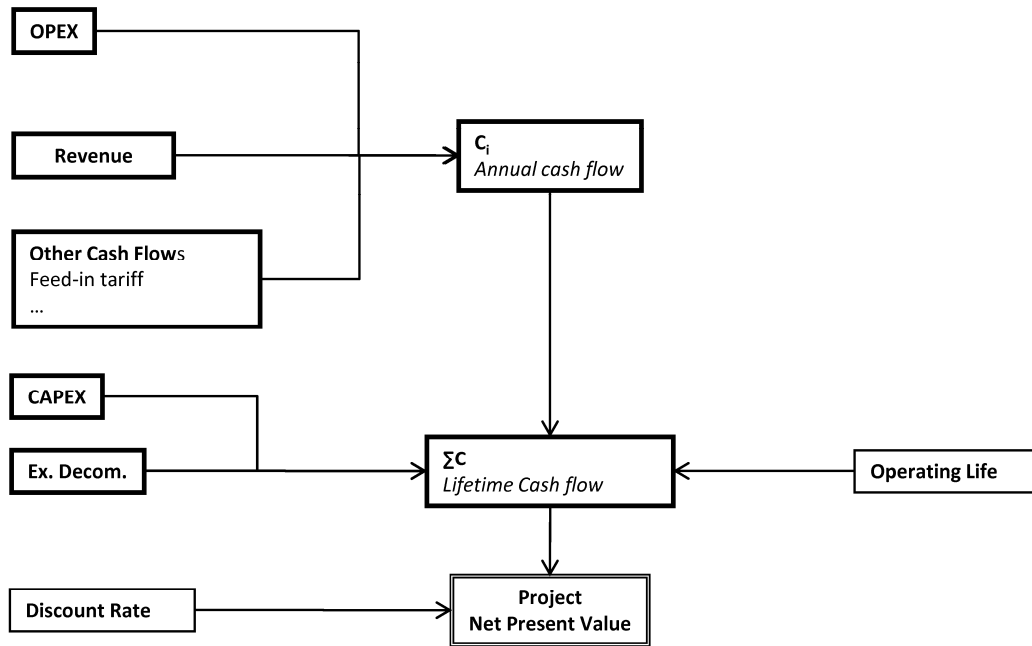 OPEX
Revenue
C_i
Annual cash flow
Other Cash Flows
Feed-in tariff
...
CAPEX
Ex. Decom.
∑C
Lifetime Cash flow
Operating Life
Discount Rate
Project
Net Present Value